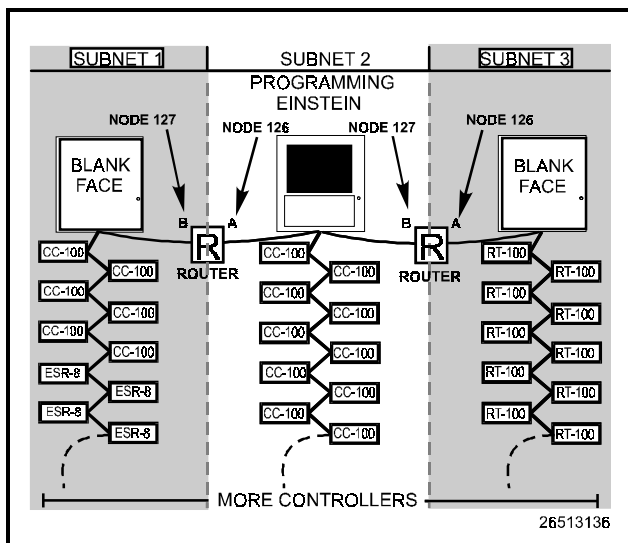 SUBNET 1
SUBNET 2
SUBNET 3
PROGRAMMING
EINSTEIN
NODE 127
NODE 126
NODE 127
NODE 126
BLANK
FACE
BLANK
FACE
B
A
B
A
R
R
ROUTER
ROUTER
CC-100
CC-100
CC-100
CC-100
CC-100
CC-100
ESR-8
ESR-8
ESR-8
ESR-8
CC-100
CC-100
CC-100
CC-100
CC-100
CC-100
CC-100
CC-100
CC-100
CC-100
RT-100
RT-100
RT-100
RT-100
RT-100
RT-100
RT-100
RT-100
RT-100
RT-100
MORE CONTROLLERS
26513136